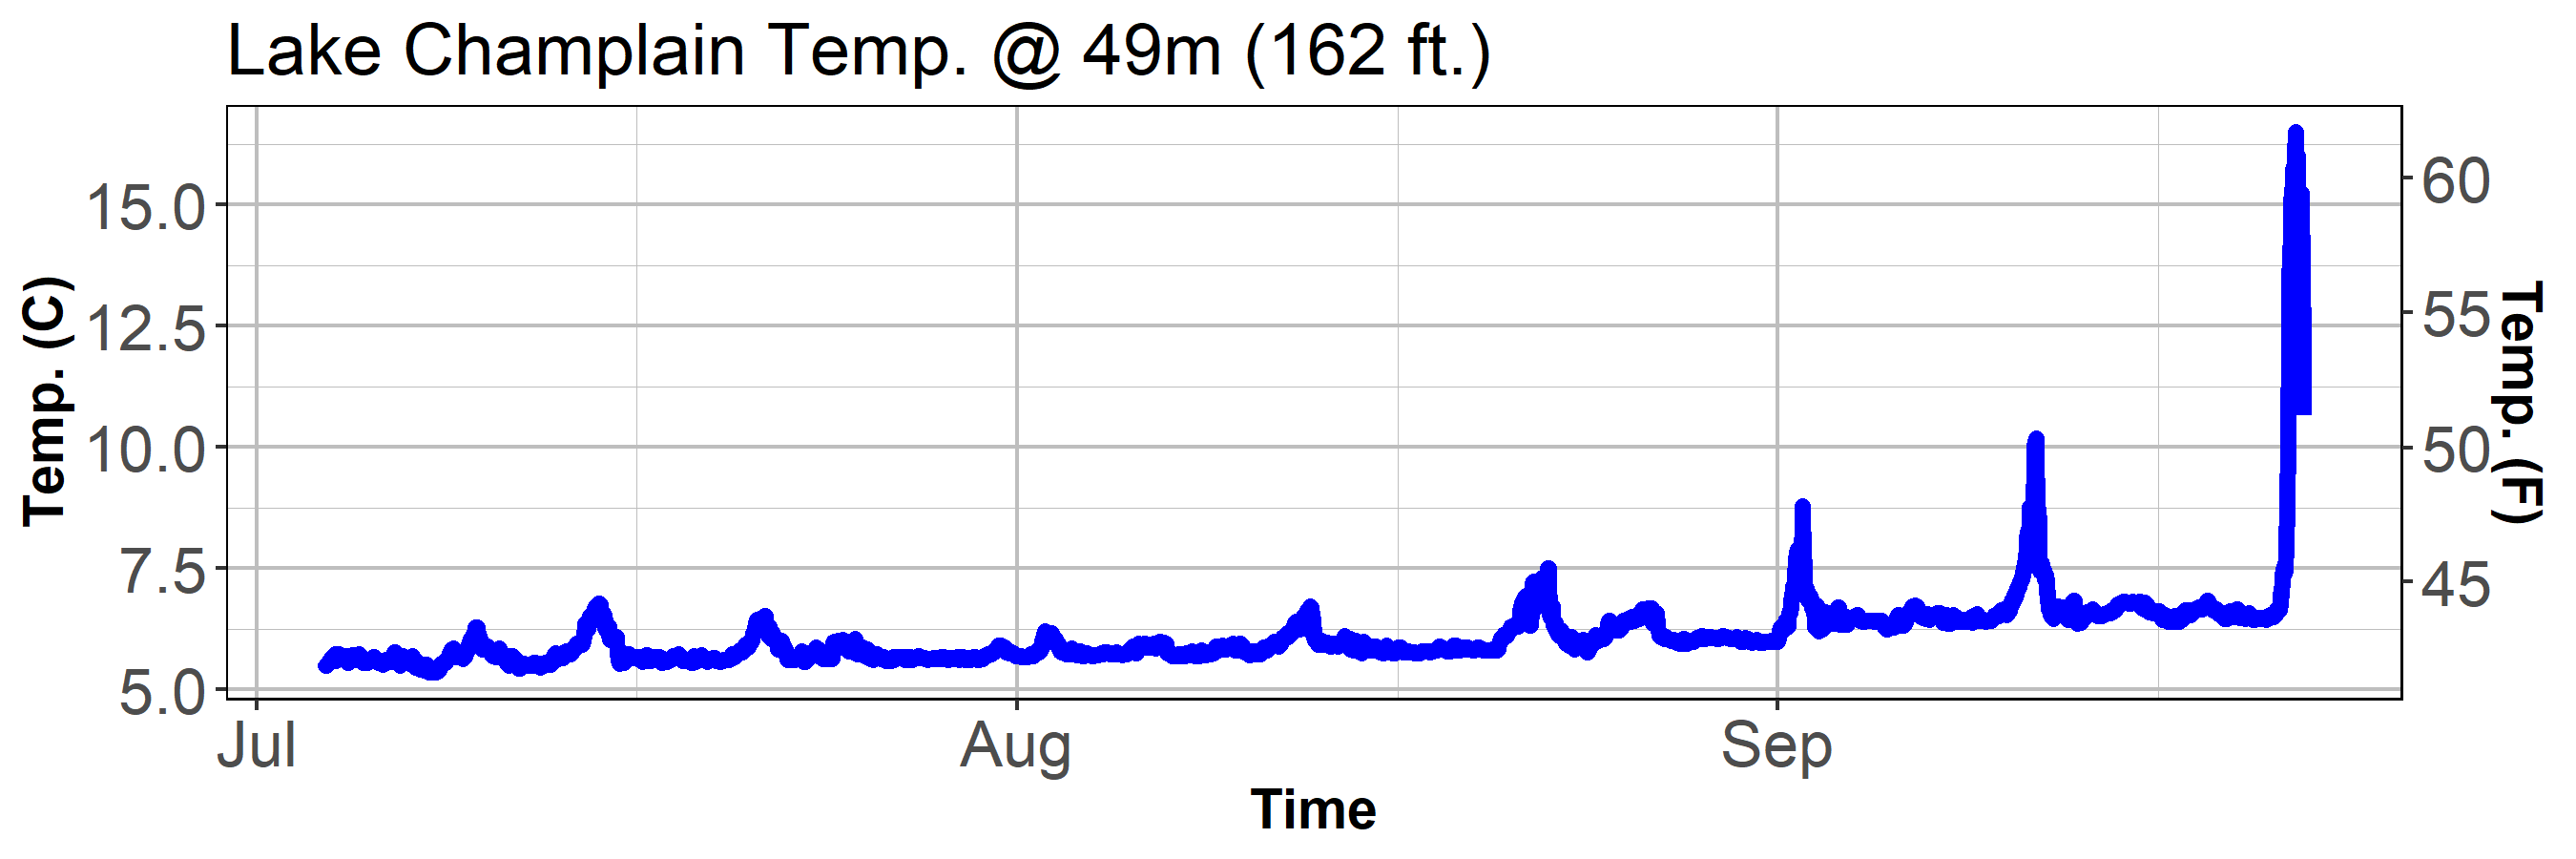 Lake Champlain Temp. @ 49m (162 ft.)
Temp. (C)
15.0
12.5
10.0
7.5
5.0
60
55
50
45
Temp. (F)
Jul Aug Sep
Time